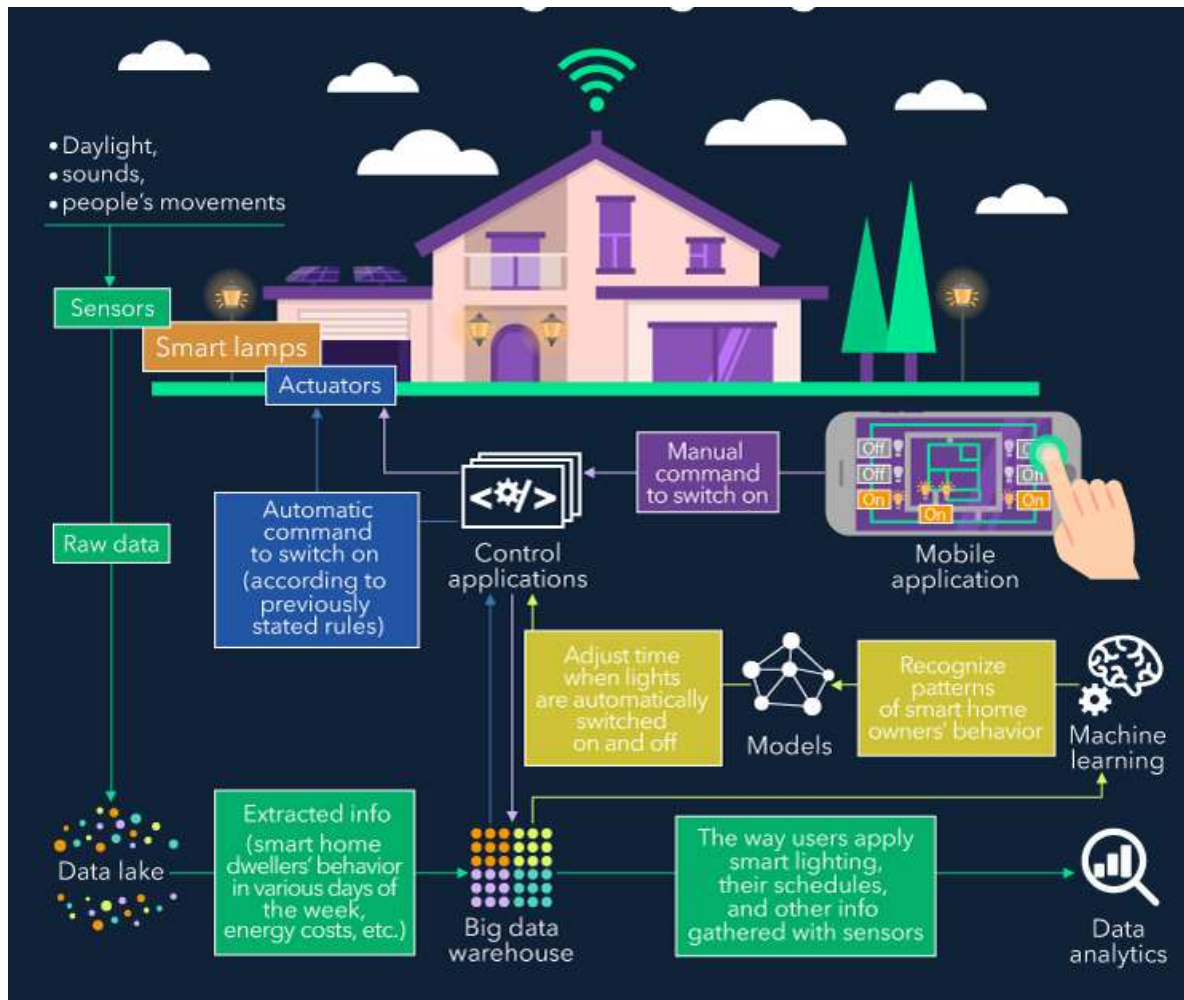 • Daylight,
• sounds,
• people's movements
Sensors
Smart lamps
Actuators
Manual
command
to switch on
Off
Off
On
On
On
On
Mobile
application
Automatic
command
to switch on
(according to
previously
stated rules)
</>
Control
applications
Raw data
Adjust time
when lights
are automatically
switched
on and off
Models
Recognize
patterns
of smart home
owners' behavior
Machine
learning
Data lake
Extracted info
(smart home
dwellers' behavior
in various days of
the week,
energy costs, etc.)
Big data
warehouse
The way users apply
smart lighting,
their schedules,
and other info
gathered with sensors
Data
analytics